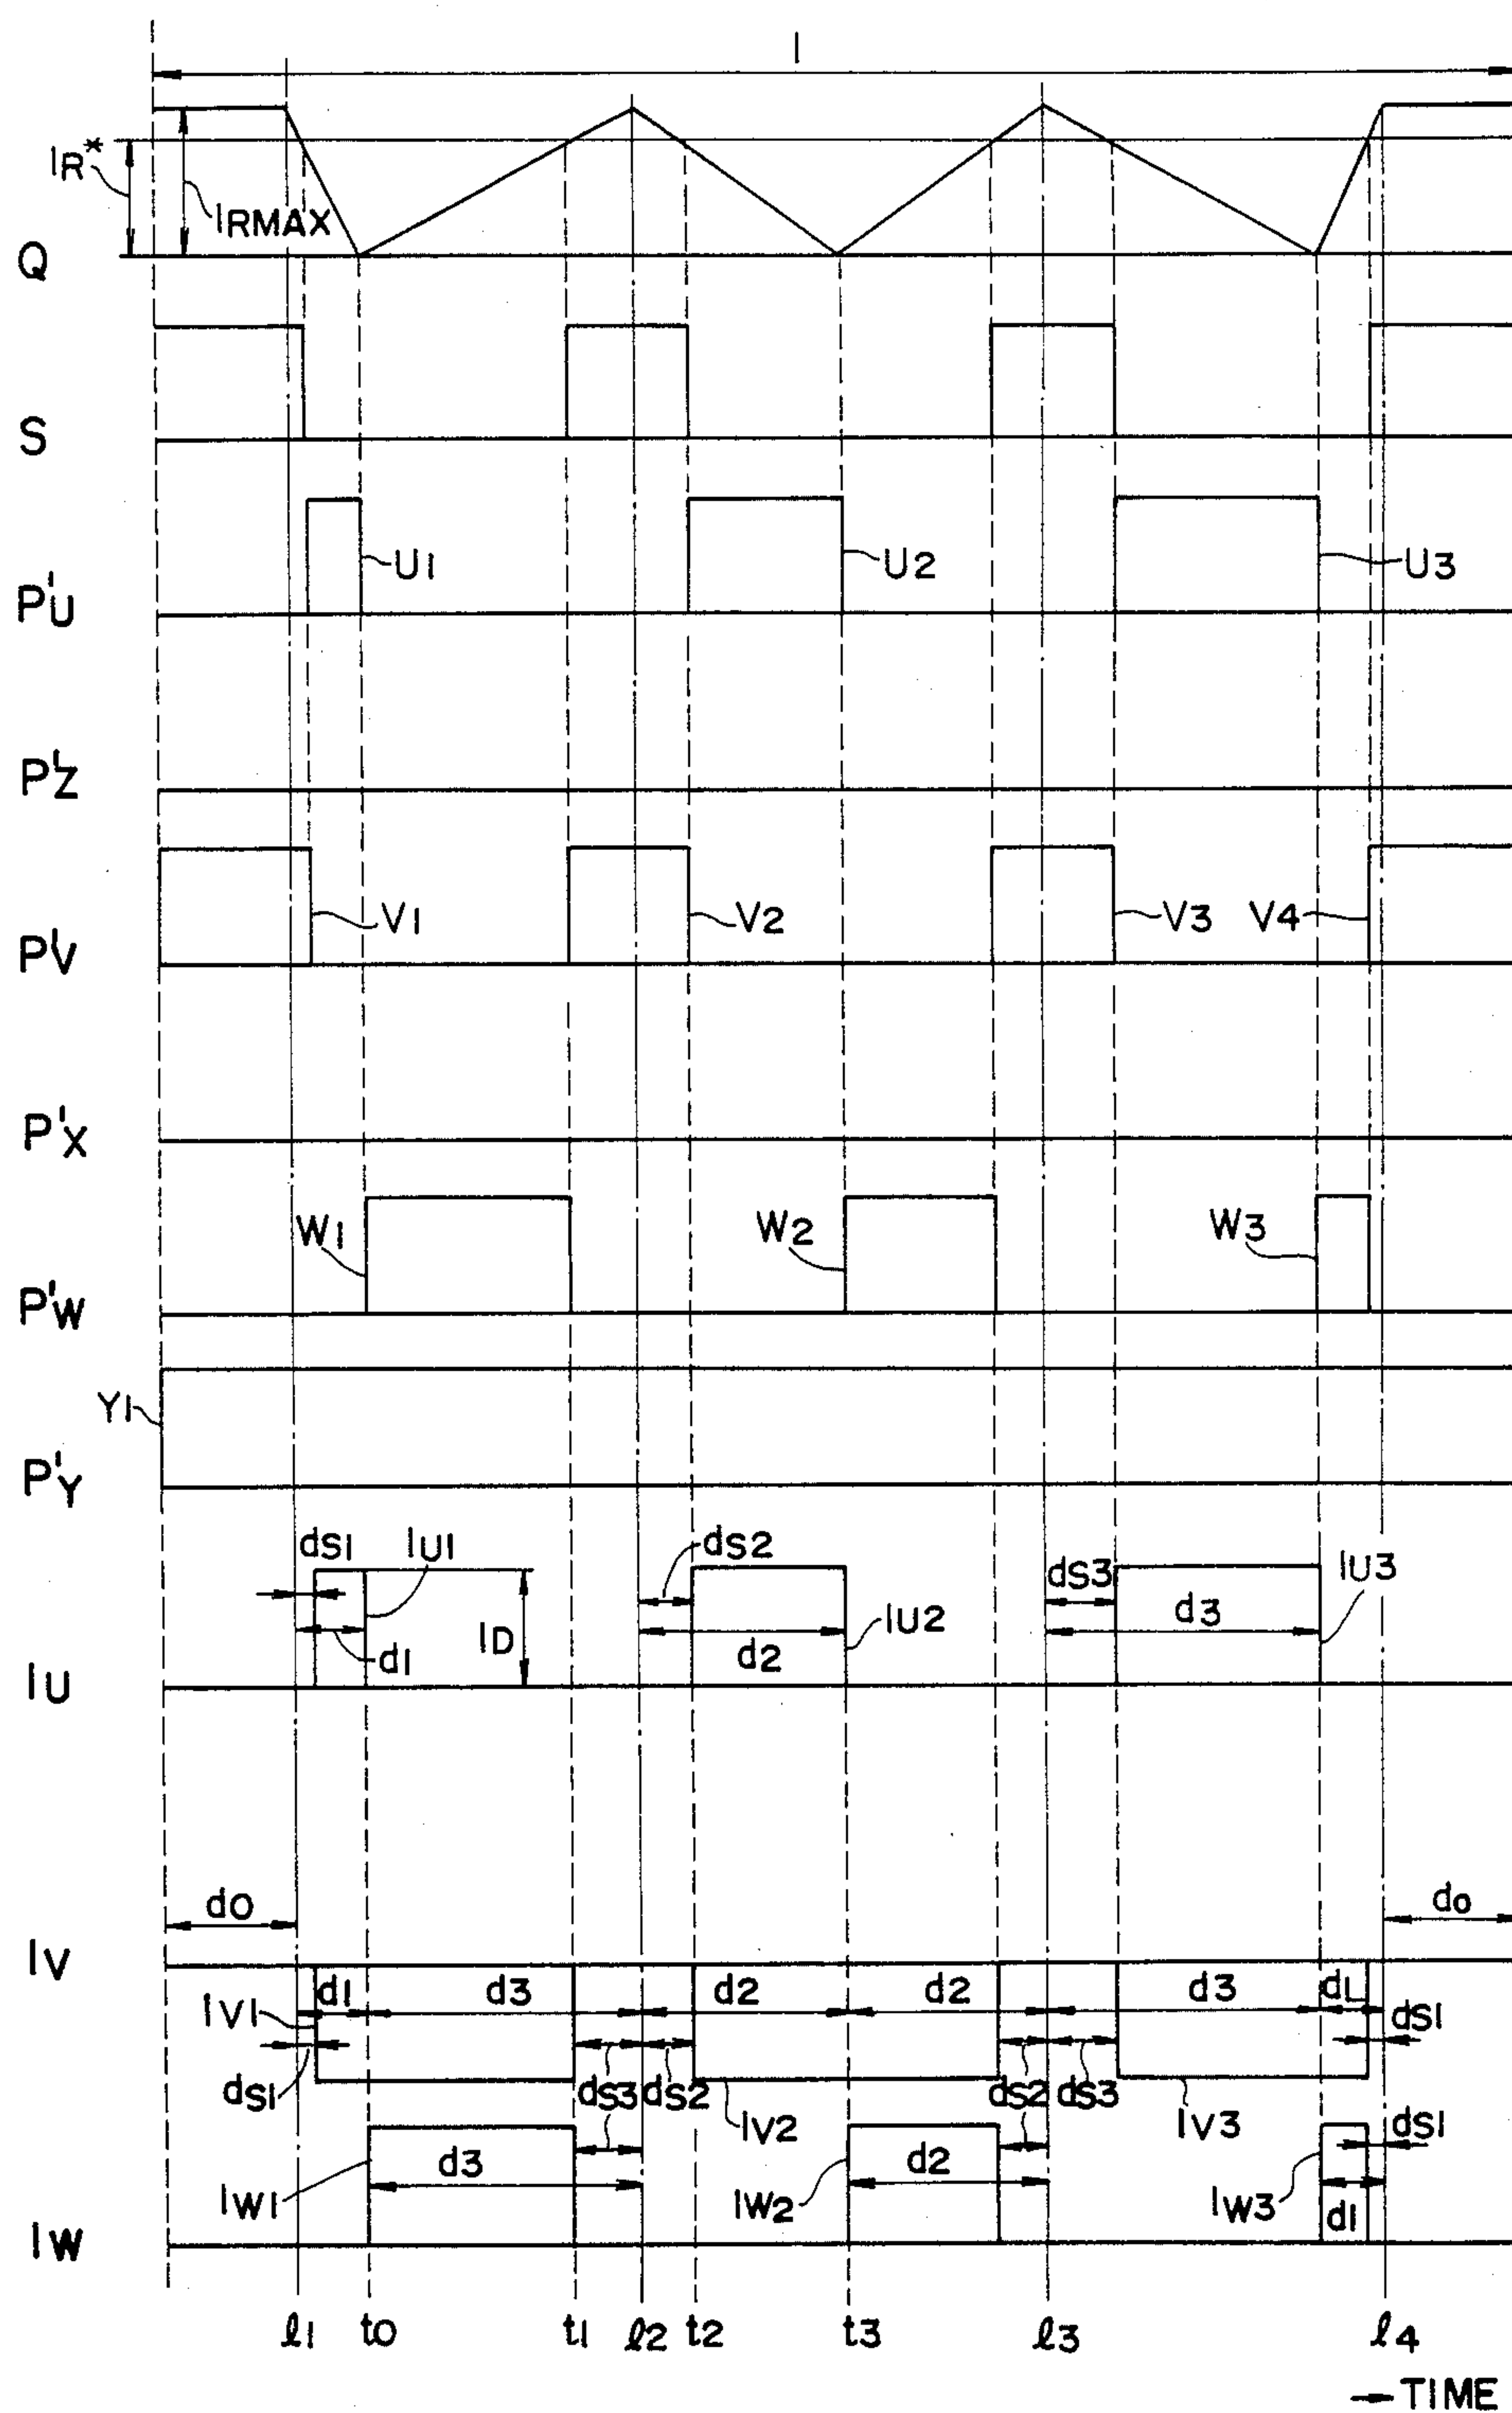 I
IR*
IRMAX
Q
S
U1 U2 U3
P'U
P'Z
V1 V2 V3 V4
P'V
P'X
W1 W2 W3
P'W
Y1
P'Y
dS1 IU1 dS2 dS3 IU3
d1 ID d2 IU2 d3
IU
d0 do
IV
IV1 d1 d3 d2 d2 d3 d1
dS1 dS3 dS2 IV2 dS2 dS3 IV3 dS1
dS1
IW1 d3 IW2 d2 IW3 d1
IW
ℓ1 t0 t1 ℓ2 t2 t3 ℓ3 ℓ4
TIME